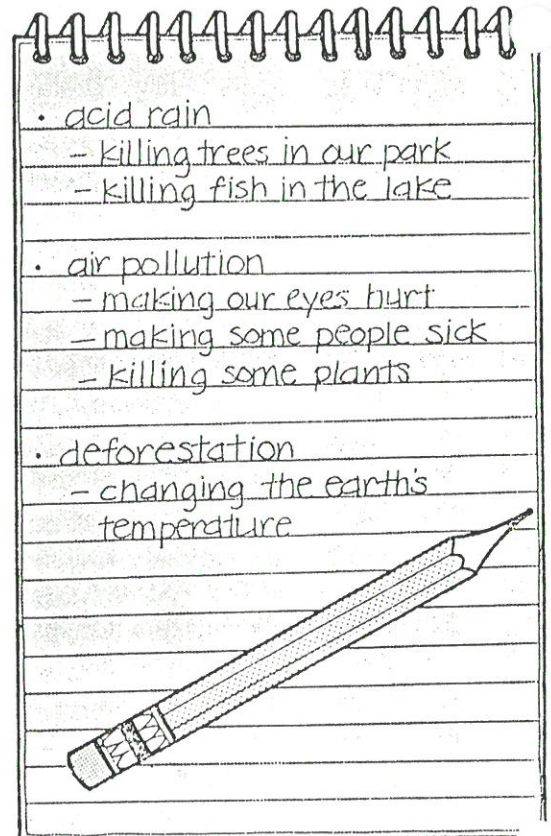 · acid rain
– killing trees in our park
– killing fish in the lake
· air pollution
– making our eyes hurt
– making some people sick
– killing some plants
· deforestation
– changing the earth's
temperature